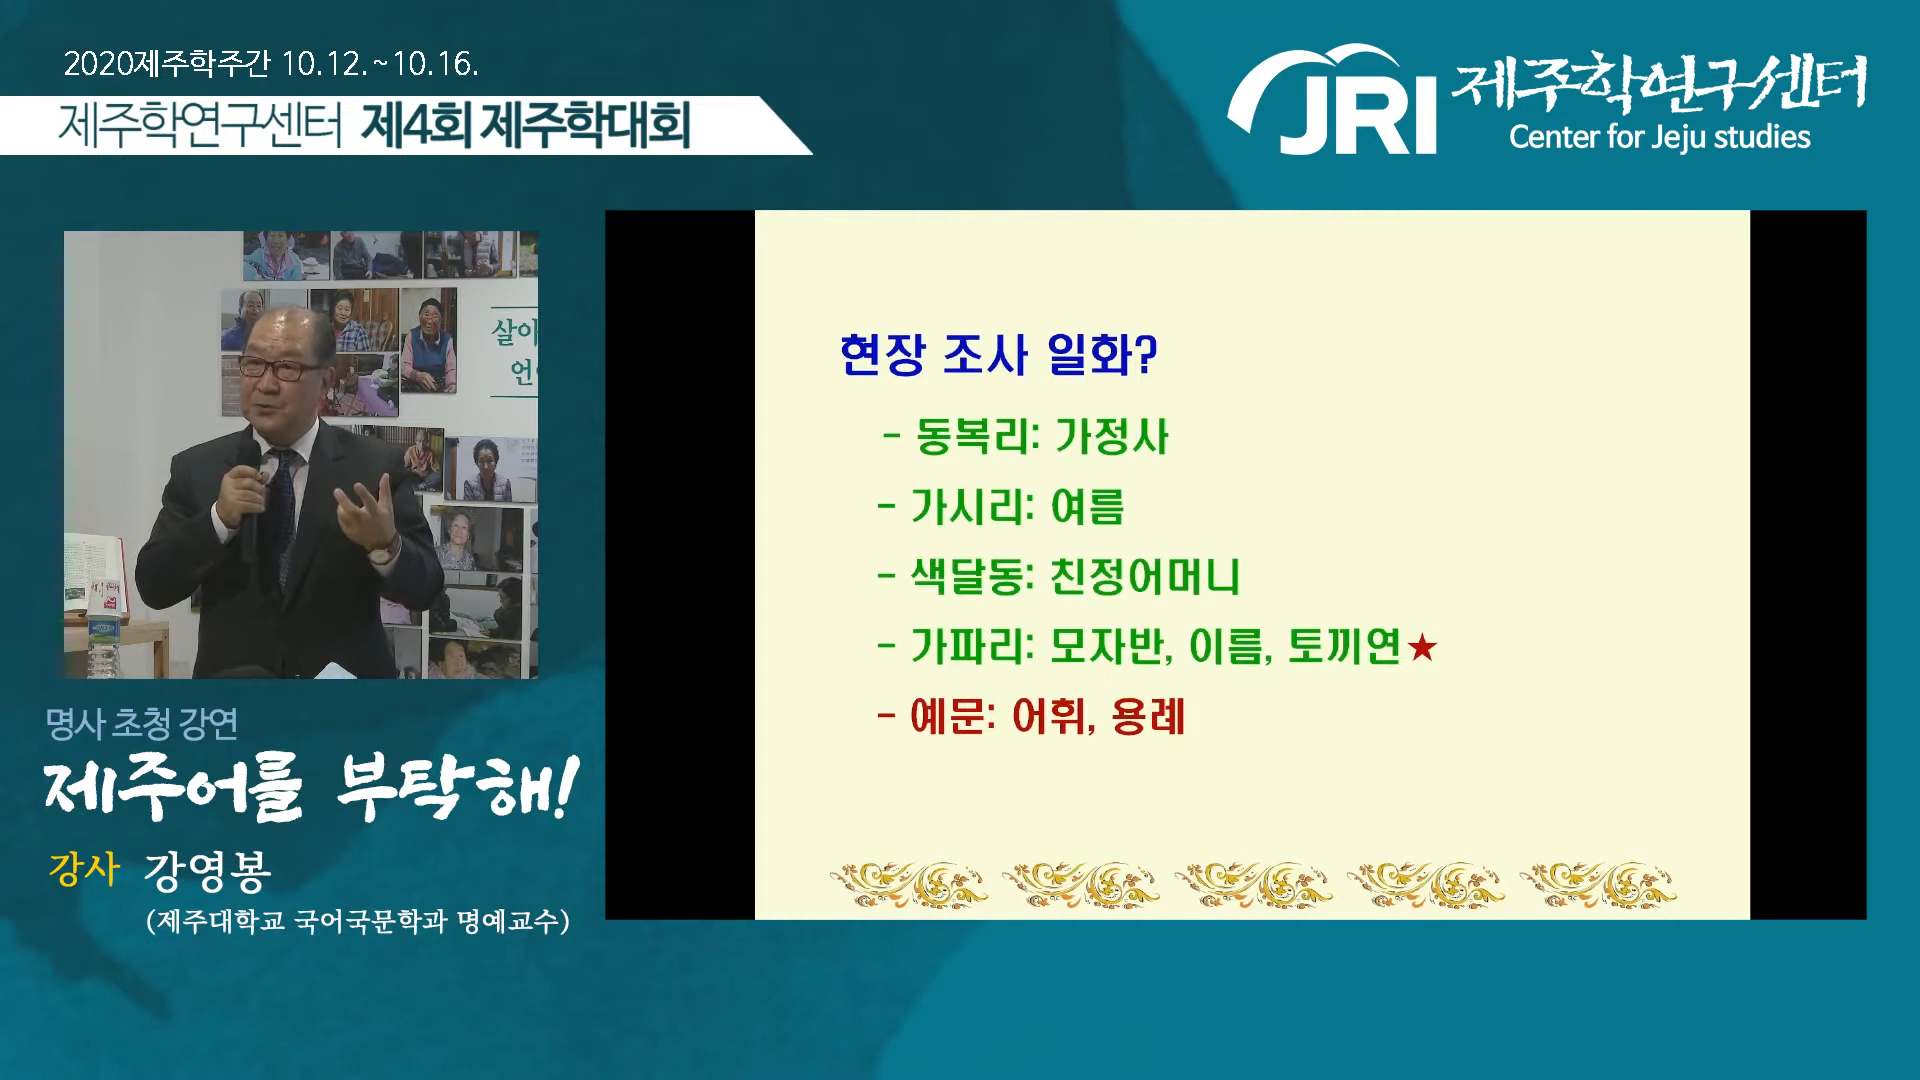 2020제주학주간 10.12.~10.16.
제주학연구센터 제4회 제주학대회
JRI 제주학연구센터
Center for Jeju studies
살아
언
현장 조사 일화?
- 동복리: 가정사
- 가시리: 여름
- 색달동: 친정어머니
- 가파리: 모자반, 이름, 토끼연★
- 예문: 어휘, 용례
명사 초청 강연
제주어를 부탁해!
강사 강영봉
(제주대학교 국어국문학과 명예교수)